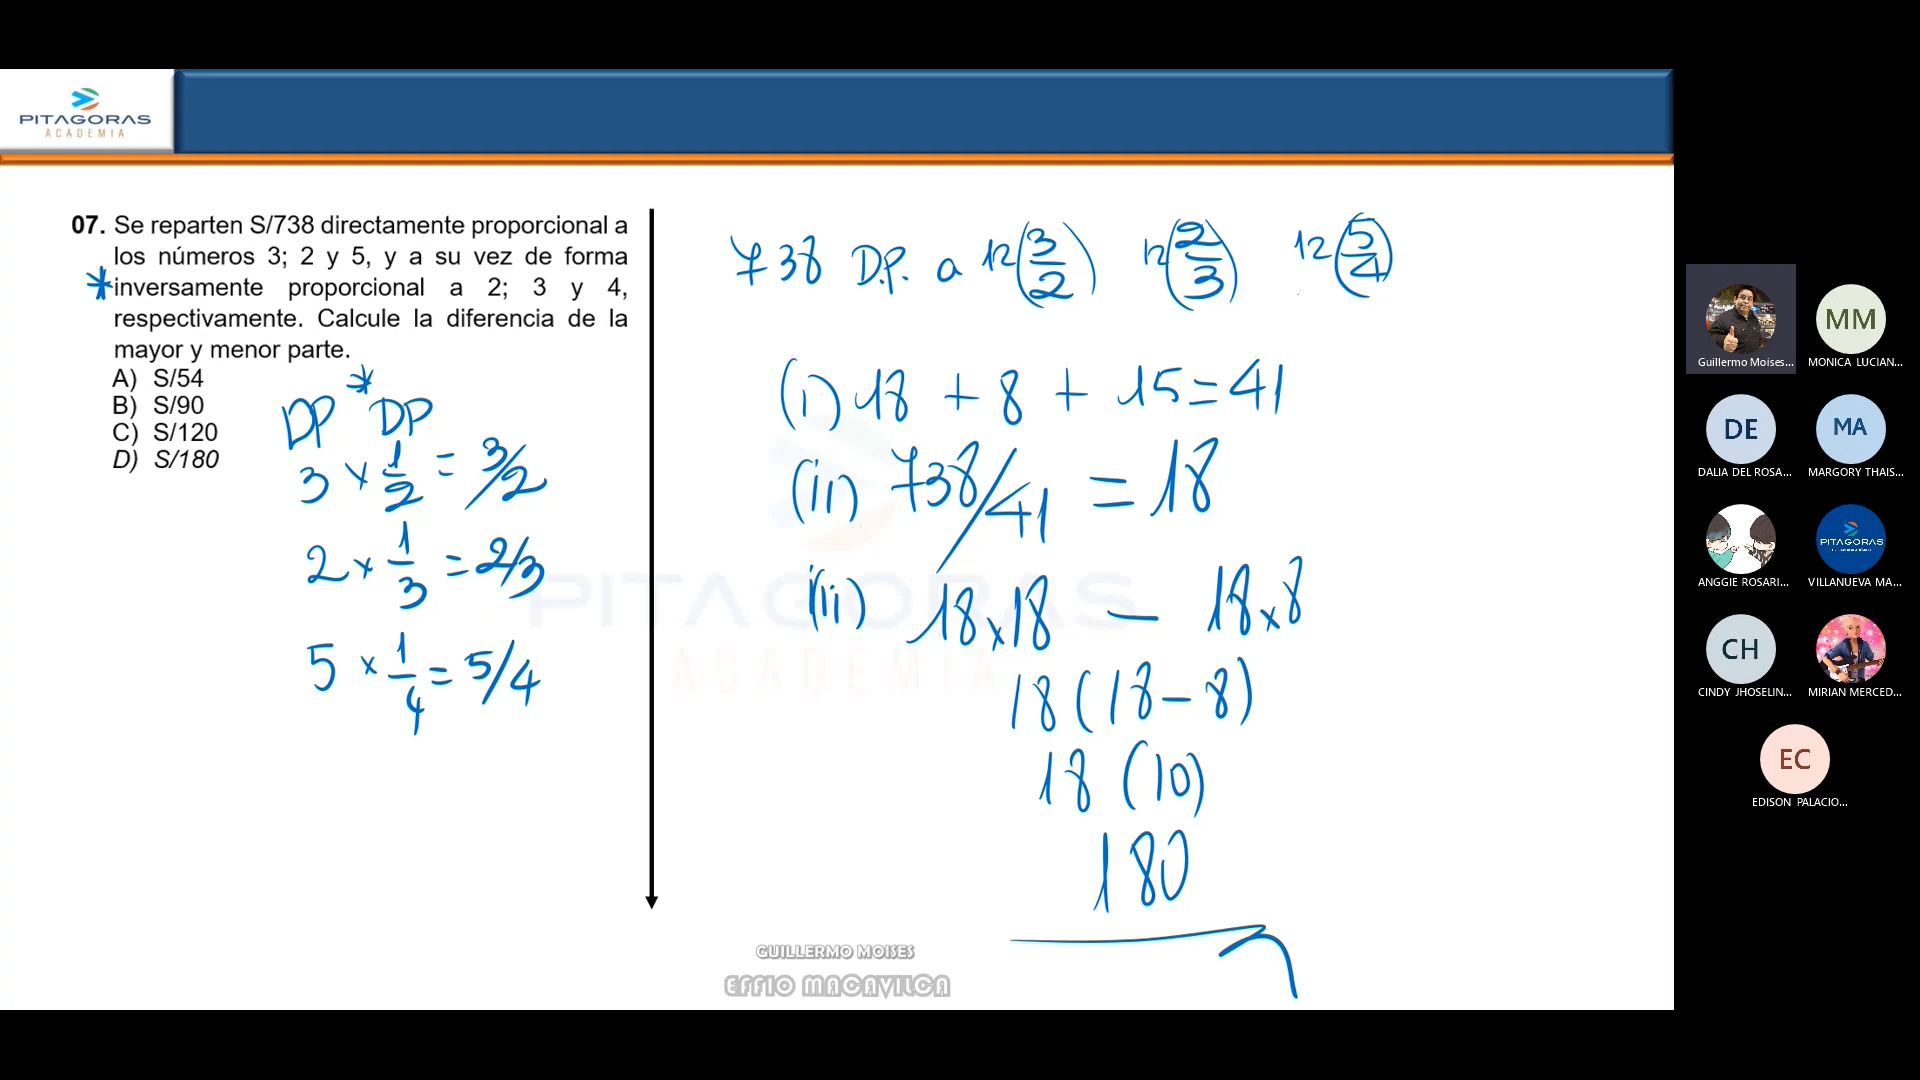 PITAGORAS
ACADEMIA
07. Se reparten S/738 directamente proporcional a
los números 3; 2 y 5, y a su vez de forma
* inversamente proporcional a 2; 3 y 4,
respectivamente. Calcule la diferencia de la
mayor y menor parte.
A) S/54
B) S/90
C) S/120
D) S/180
*
DP DP
3 x 1/2 = 3/2
2 x 1/3 = 2/3
5 x 1/4 = 5/4
738 D.P. a 12(3/2) 12(2/3) 12(5/4)
(i) 18 + 8 + 15 = 41
(ii) 738/41 = 18
(iii) 18x18 — 18x8
18(18-8)
18(10)
180
PITAGORAS
ACADEMIA
GUILLERMO MOISES
EFFIO MACAVILCA
Guillermo Moises...
MM
MONICA LUCIAN...
DE
DALIA DEL ROSA...
MA
MARGORY THAIS...
ANGGIE ROSARI...
PITAGORAS
VILLANUEVA MA...
CH
CINDY JHOSELIN...
MIRIAN MERCED...
EC
EDISON PALACIO...